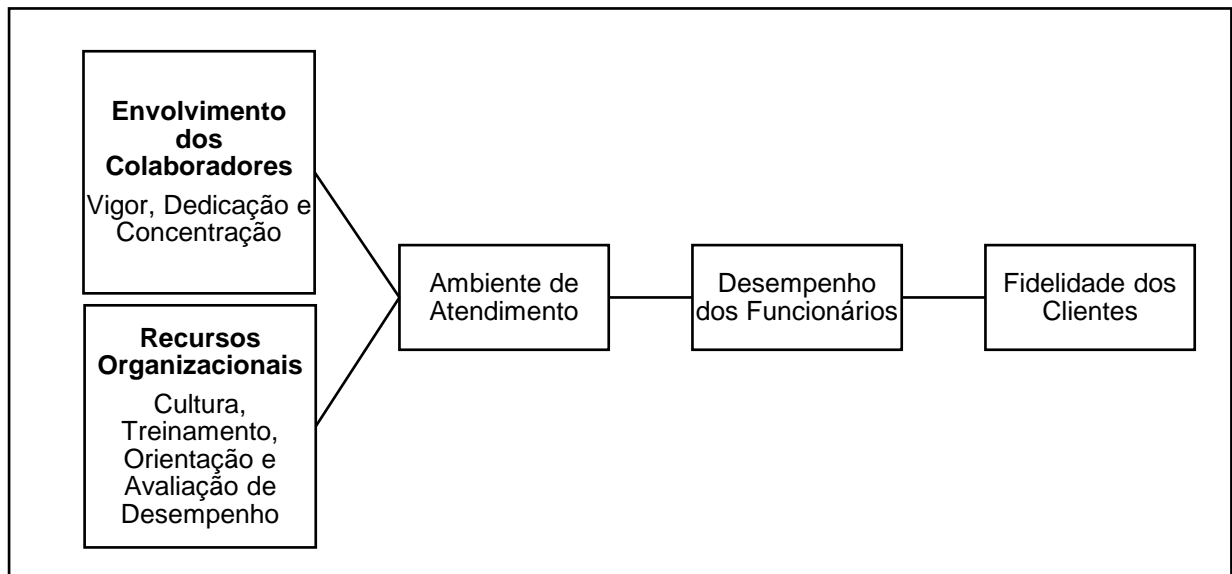 Envolvimento
dos
Colaboradores
Vigor, Dedicação e
Concentração
Recursos
Organizacionais
Cultura,
Treinamento,
Orientação e
Avaliação de
Desempenho
Ambiente de
Atendimento
Desempenho
dos Funcionários
Fidelidade dos
Clientes